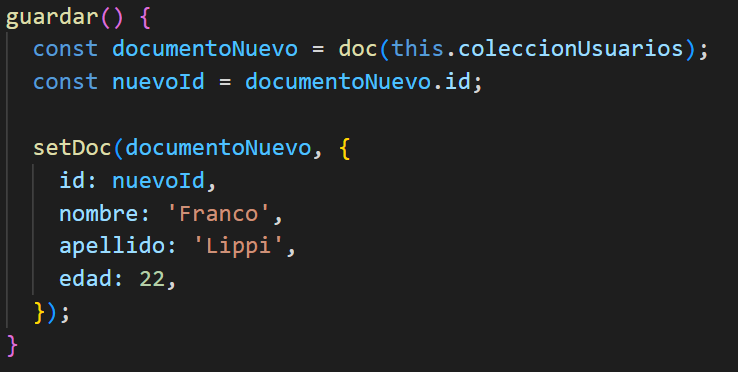 guardar() {
const documentoNuevo = doc(this.coleccionUsuarios);
const nuevoId = documentoNuevo.id;
setDoc(documentoNuevo, {
id: nuevoId,
nombre: 'Franco',
apellido: 'Lippi',
edad: 22,
});
}